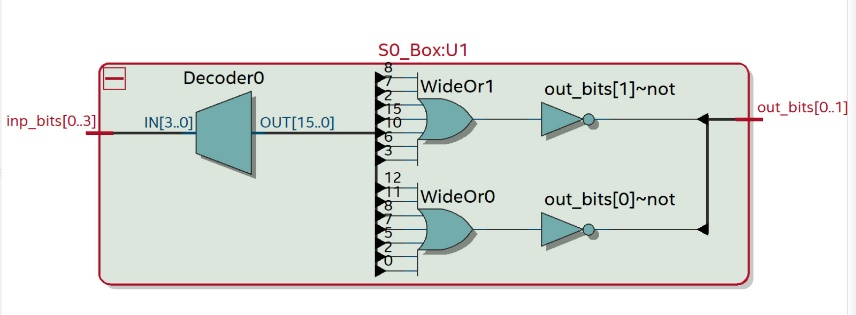 S0_Box:U1
Decoder0
inp_bits[0..3]
IN[3..0]
OUT[15..0]
8
7
2
15
10
6
3
WideOr1
out_bits[1]~not
out_bits[0..1]
12
11
8
7
5
2
0
WideOr0
out_bits[0]~not